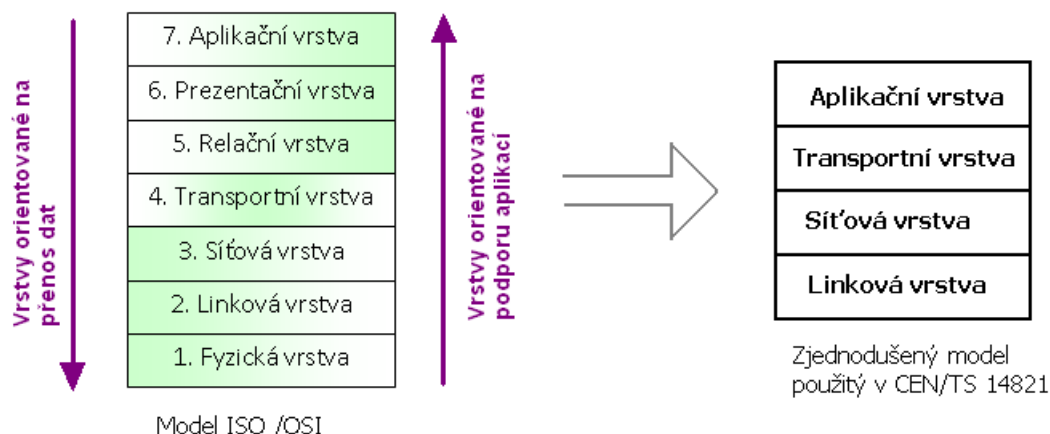 Vrstvy orientované na
přenos dat
7. Aplikační vrstva
6. Prezentační vrstva
5. Relační vrstva
4. Transportní vrstva
3. Síťová vrstva
2. Linková vrstva
1. Fyzická vrstva
Model ISO /OSI
Vrstvy orientované na
podporu aplikací
Aplikační vrstva
Transportní vrstva
Síťová vrstva
Linková vrstva
Zjednodušený model
použitý v CEN/TS 14821